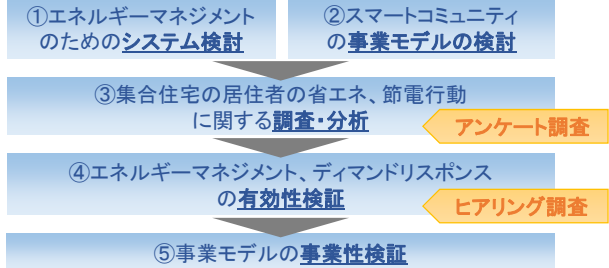 ①エネルギーマネジメント
のためのシステム検討
②スマートコミュニティ
の事業モデルの検討
③集合住宅の居住者の省エネ、節電行動
に関する調査・分析
アンケート調査
④エネルギーマネジメント、ディマンドリスポンス
の有効性検証
ヒアリング調査
⑤事業モデルの事業性検証